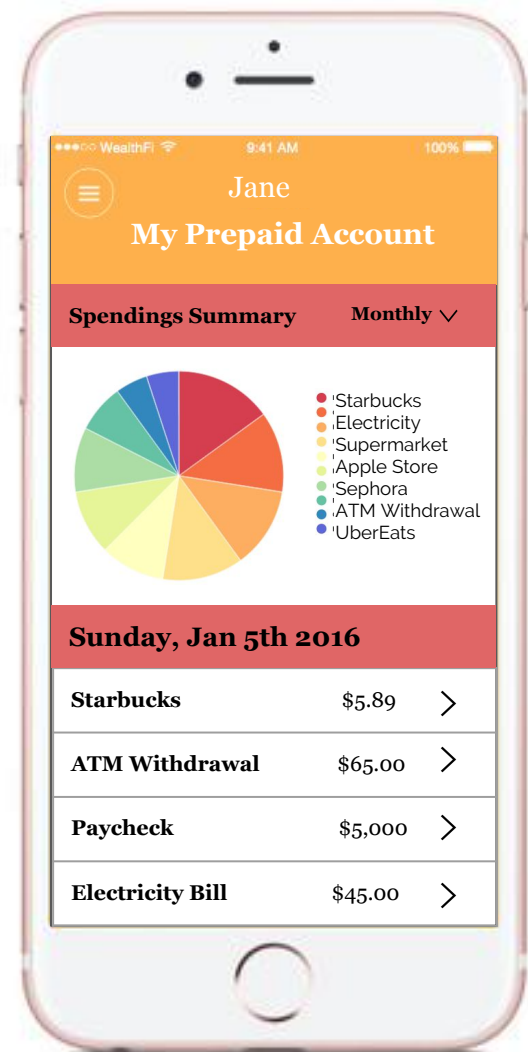 WealthFi 9:41 AM 100%
Jane
My Prepaid Account
Spendings Summary Monthly
Starbucks
Electricity
Supermarket
Apple Store
Sephora
ATM Withdrawal
UberEats
Sunday, Jan 5th 2016
Starbucks $5.89
ATM Withdrawal $65.00
Paycheck $5,000
Electricity Bill $45.00